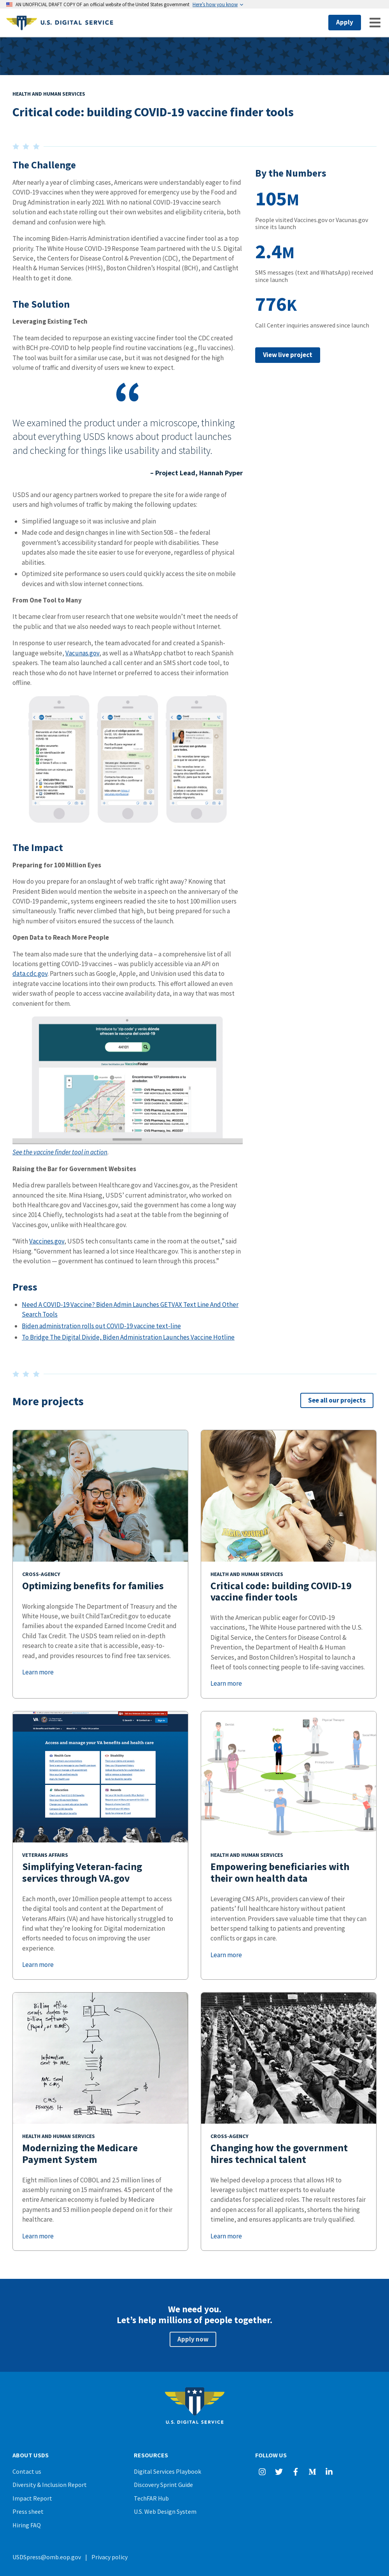 AN UNOFFICIAL DRAFT COPY OF an official website of the United States government Here's how you know
U.S. DIGITAL SERVICE
Apply
HEALTH AND HUMAN SERVICES
Critical code: building COVID-19 vaccine finder tools
The Challenge
After nearly a year of climbing cases, Americans were understandably eager to find
COVID-19 vaccines when they were approved for emergency use by the Food and
Drug Administration in early 2021. With no national COVID-19 vaccine search
solution and each state rolling out their own websites and eligibility criteria, both
demand and confusion were high.
The incoming Biden-Harris Administration identified a vaccine finder tool as a top
priority. The White House COVID-19 Response Team partnered with the U.S. Digital
Service, the Centers for Disease Control & Prevention (CDC), the Department of
Health & Human Services (HHS), Boston Children's Hospital (BCH), and Castlight
Health to get it done.
The Solution
Leveraging Existing Tech
The team decided to repurpose an existing vaccine finder tool the CDC created
with BCH pre-COVID to help people find routine vaccinations (e.g., flu vaccines).
The tool was built for a similar use case, but it was not designed for the high
volume of traffic and diversity of users we knew to expect.
“
We examined the product under a microscope, thinking
about everything USDS knows about product launches
and checking for things like usability and stability.
– Project Lead, Hannah Pyper
USDS and our agency partners worked to prepare the site for a wide range of
users and high volumes of traffic by making the following updates:
Simplified language so it was inclusive and plain
Made code and design changes in line with Section 508 – the federal
government's accessibility standard for people with disabilities. These
updates also made the site easier to use for everyone, regardless of physical
abilities.
Optimized site performance so users could quickly access the site on mobile
devices and with slow internet connections.
From One Tool to Many
It became clear from user research that one website wouldn't meet the needs of
the public and that we also needed ways to reach people without Internet.
In response to user research, the team advocated for and created a Spanish-
language website, Vacunas.gov, as well as a WhatsApp chatbot to reach Spanish
speakers. The team also launched a call center and an SMS short code tool, to
reach those who do not have Internet or preferred to access their information
offline.
The Impact
Preparing for 100 Million Eyes
How do you prepare for an onslaught of web traffic right away? Knowing that
President Biden would mention the website in a speech on the anniversary of the
COVID-19 pandemic, systems engineers readied the site to host 100 million users
simultaneously. Traffic never climbed that high, but being prepared for such a
high number of visitors ensured the success of the launch.
Open Data to Reach More People
The team also made sure that the underlying data – a comprehensive list of all
locations getting COVID-19 vaccines – was publicly accessible via an API on
data.cdc.gov. Partners such as Google, Apple, and Univision used this data to
integrate vaccine locations into their own products. This effort allowed an even
wider swath of people to access vaccine availability data, in a way that was most
convenient for them.
See the vaccine finder tool in action.
Raising the Bar for Government Websites
Media drew parallels between Healthcare.gov and Vaccines.gov, as the President
announced the site. Mina Hsiang, USDS' current administrator, who worked on
both Healthcare.gov and Vaccines.gov, said the government has come a long way
since 2014. Chiefly, technologists had a seat at the table from the beginning of
Vaccines.gov, unlike with Healthcare.gov.
"With Vaccines.gov, USDS tech consultants came in the room at the outset," said
Hsiang. "Government has learned a lot since Healthcare.gov. This is another step in
the evolution — government has continued to learn through this process."
Press
Need A COVID-19 Vaccine? Biden Admin Launches GETVAX Text Line And Other
Search Tools
Biden administration rolls out COVID-19 vaccine text-line
To Bridge The Digital Divide, Biden Administration Launches Vaccine Hotline
By the Numbers
105M
People visited Vaccines.gov or Vacunas.gov
since its launch
2.4M
SMS messages (text and WhatsApp) received
since launch
776K
Call Center inquiries answered since launch
View live project
More projects
See all our projects
CROSS-AGENCY
Optimizing benefits for families
Working alongside The Department of Treasury and The
White House, we built ChildTaxCredit.gov to educate
families about the expanded Earned Income Credit and
Child Tax Credit. The USDS team relied on in-depth
research to create a site that is accessible, easy-to-
read, and provides resources to find free tax services.
Learn more
HEALTH AND HUMAN SERVICES
Critical code: building COVID-19
vaccine finder tools
With the American public eager for COVID-19
vaccinations, The White House partnered with the U.S.
Digital Service, the Centers for Disease Control &
Prevention, the Department of Health & Human
Services, and Boston Children's Hospital to launch a
fleet of tools connecting people to life-saving vaccines.
Learn more
Access and manage your VA benefits and health care
VETERANS AFFAIRS
Simplifying Veteran-facing
services through VA.gov
Each month, over 10 million people attempt to access
the digital tools and content at the Department of
Veterans Affairs (VA) and have historically struggled to
find what they're looking for. Digital modernization
efforts needed to focus on improving the user
experience.
Learn more
HEALTH AND HUMAN SERVICES
Empowering beneficiaries with
their own health data
Leveraging CMS APIs, providers can view of their
patients' full healthcare history without patient
intervention. Providers save valuable time that that can
better spend talking to patients and preventing
conflicts or gaps in care.
Learn more
HEALTH AND HUMAN SERVICES
Modernizing the Medicare
Payment System
Eight million lines of COBOL and 2.5 million lines of
assembly running on 15 mainframes. 4.5 percent of the
entire American economy is fueled by Medicare
payments and 53 million people depend on it for their
healthcare.
Learn more
CROSS-AGENCY
Changing how the government
hires technical talent
We helped develop a process that allows HR to
leverage subject matter experts to evaluate
candidates for specialized roles. The result restores fair
and open access for all applicants, shortens the hiring
timeline, and ensures applicants are truly qualified.
Learn more
We need you.
Let's help millions of people together.
Apply now
U.S. DIGITAL SERVICE
ABOUT USDS
Contact us
Diversity & Inclusion Report
Impact Report
Press sheet
Hiring FAQ
RESOURCES
Digital Services Playbook
Discovery Sprint Guide
TechFAR Hub
U.S. Web Design System
FOLLOW US
USDSpress@omb.eop.gov | Privacy policy